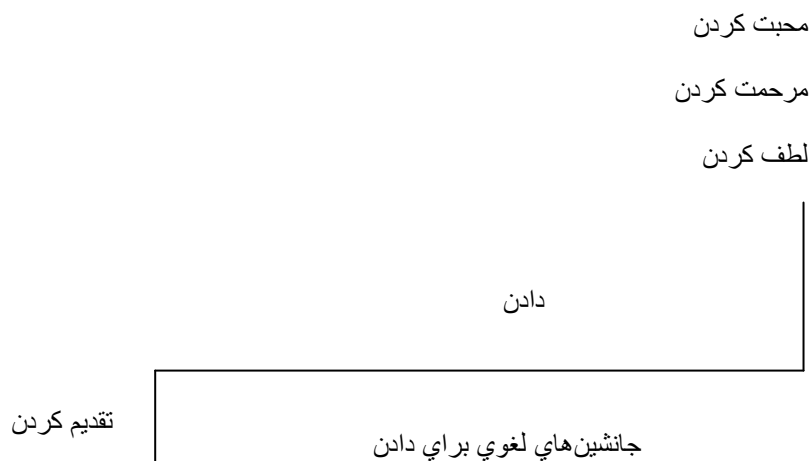 محبت كردن
مرحمت كردن
لطف كردن
دادن
تقديم كردن
جانشين‌هاي لغوي براي دادن